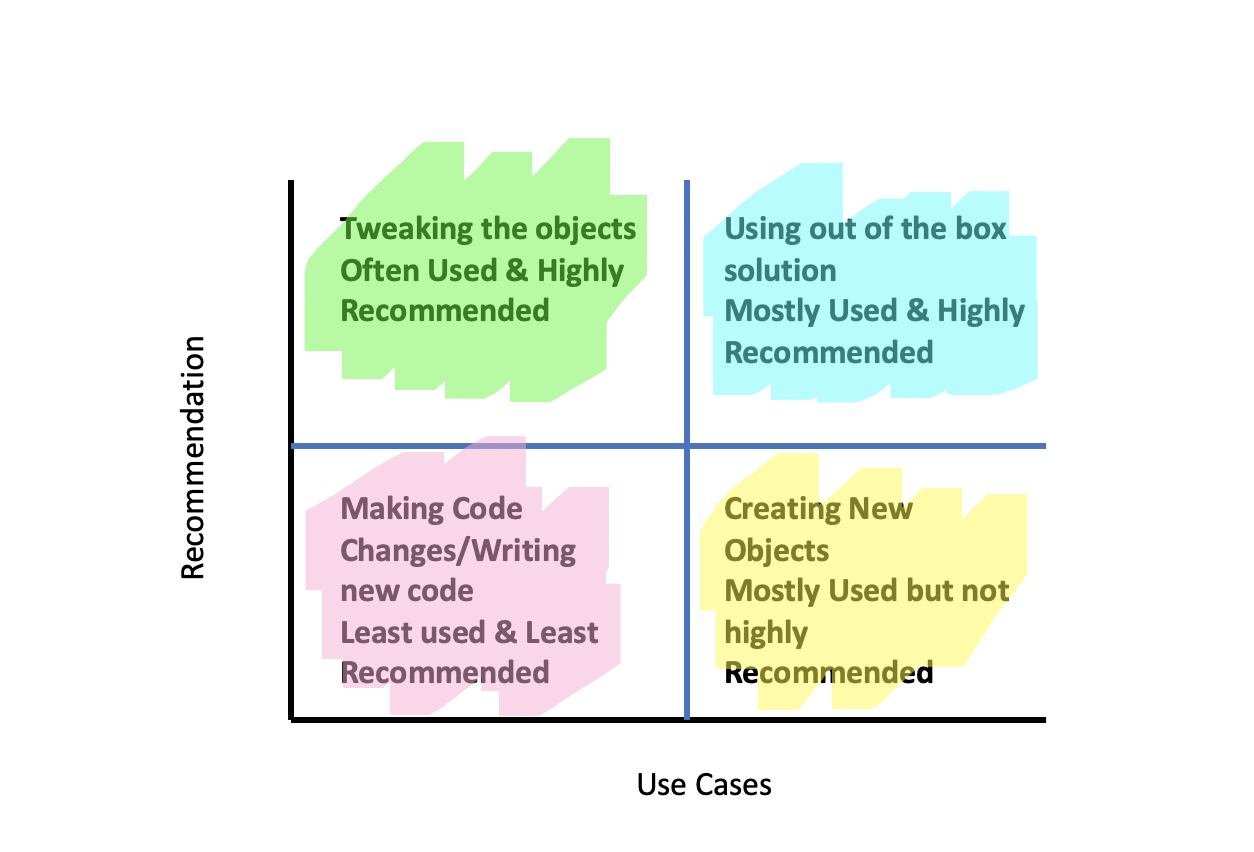 Tweaking the objects
Often Used & Highly
Recommended
Using out of the box
solution
Mostly Used & Highly
Recommended
Recommendation
Making Code
Changes/Writing
new code
Least used & Least
Recommended
Creating New
Objects
Mostly Used but not
highly
Recommended
Use Cases